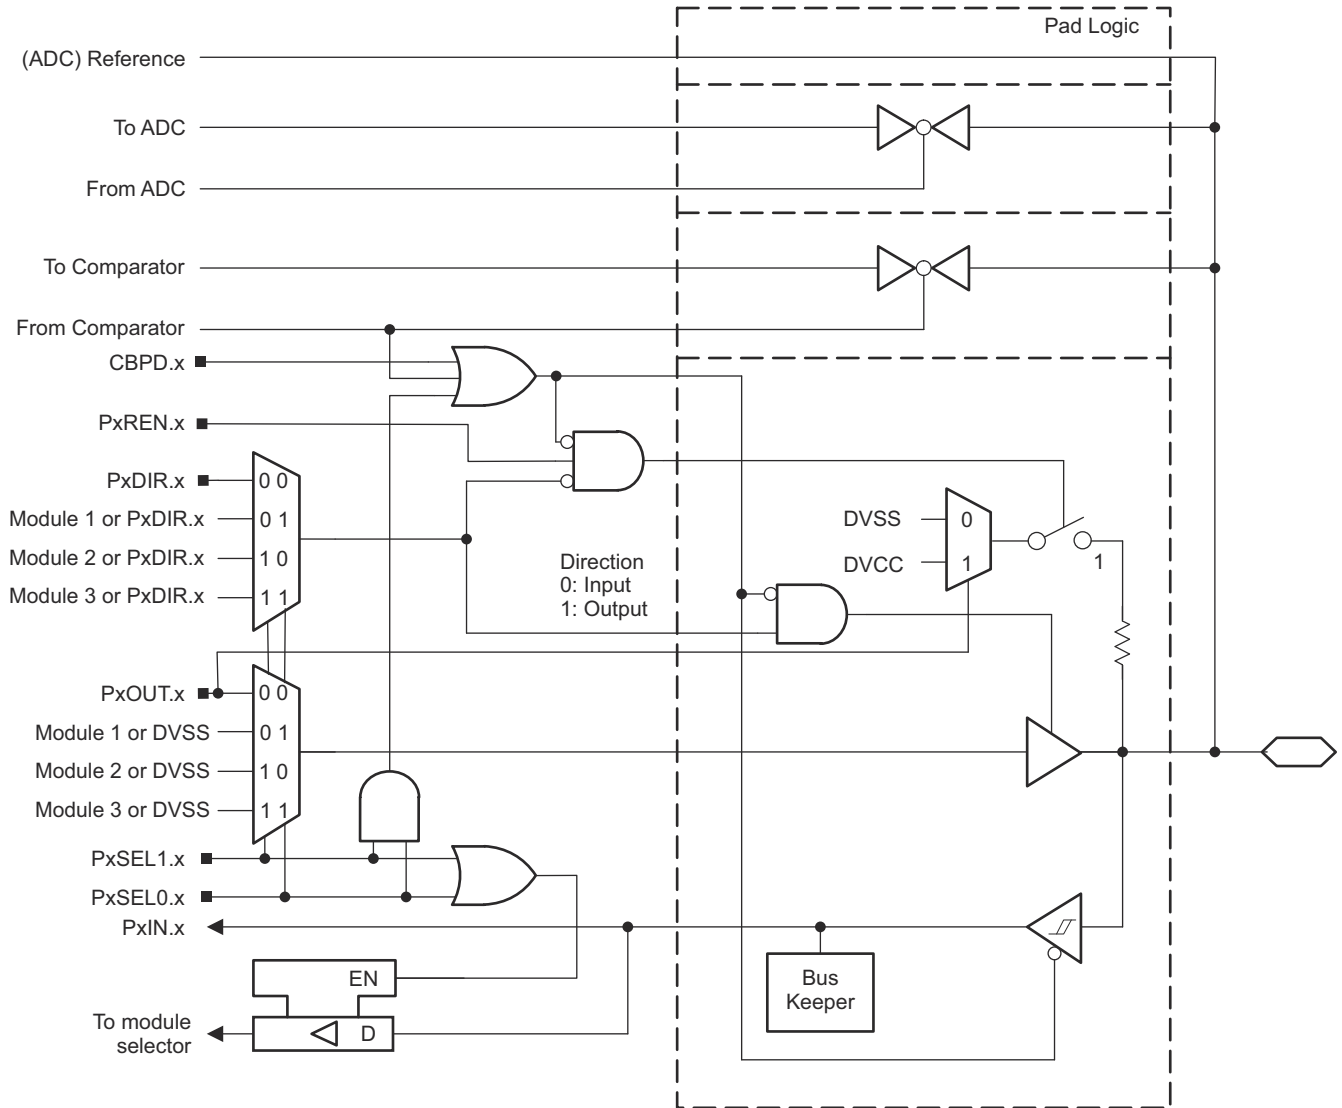 Pad Logic
(ADC) Reference
To ADC
From ADC
To Comparator
From Comparator
CBPD.x
PxREN.x
PxDIR.x
0 0
Module 1 or PxDIR.x
0 1
Module 2 or PxDIR.x
1 0
Module 3 or PxDIR.x
1 1
Direction
0: Input
1: Output
DVSS
0
DVCC
1
1
PxOUT.x
0 0
Module 1 or DVSS
0 1
Module 2 or DVSS
1 0
Module 3 or DVSS
1 1
PxSEL1.x
PxSEL0.x
PxIN.x
Bus
Keeper
EN
D
To module
selector